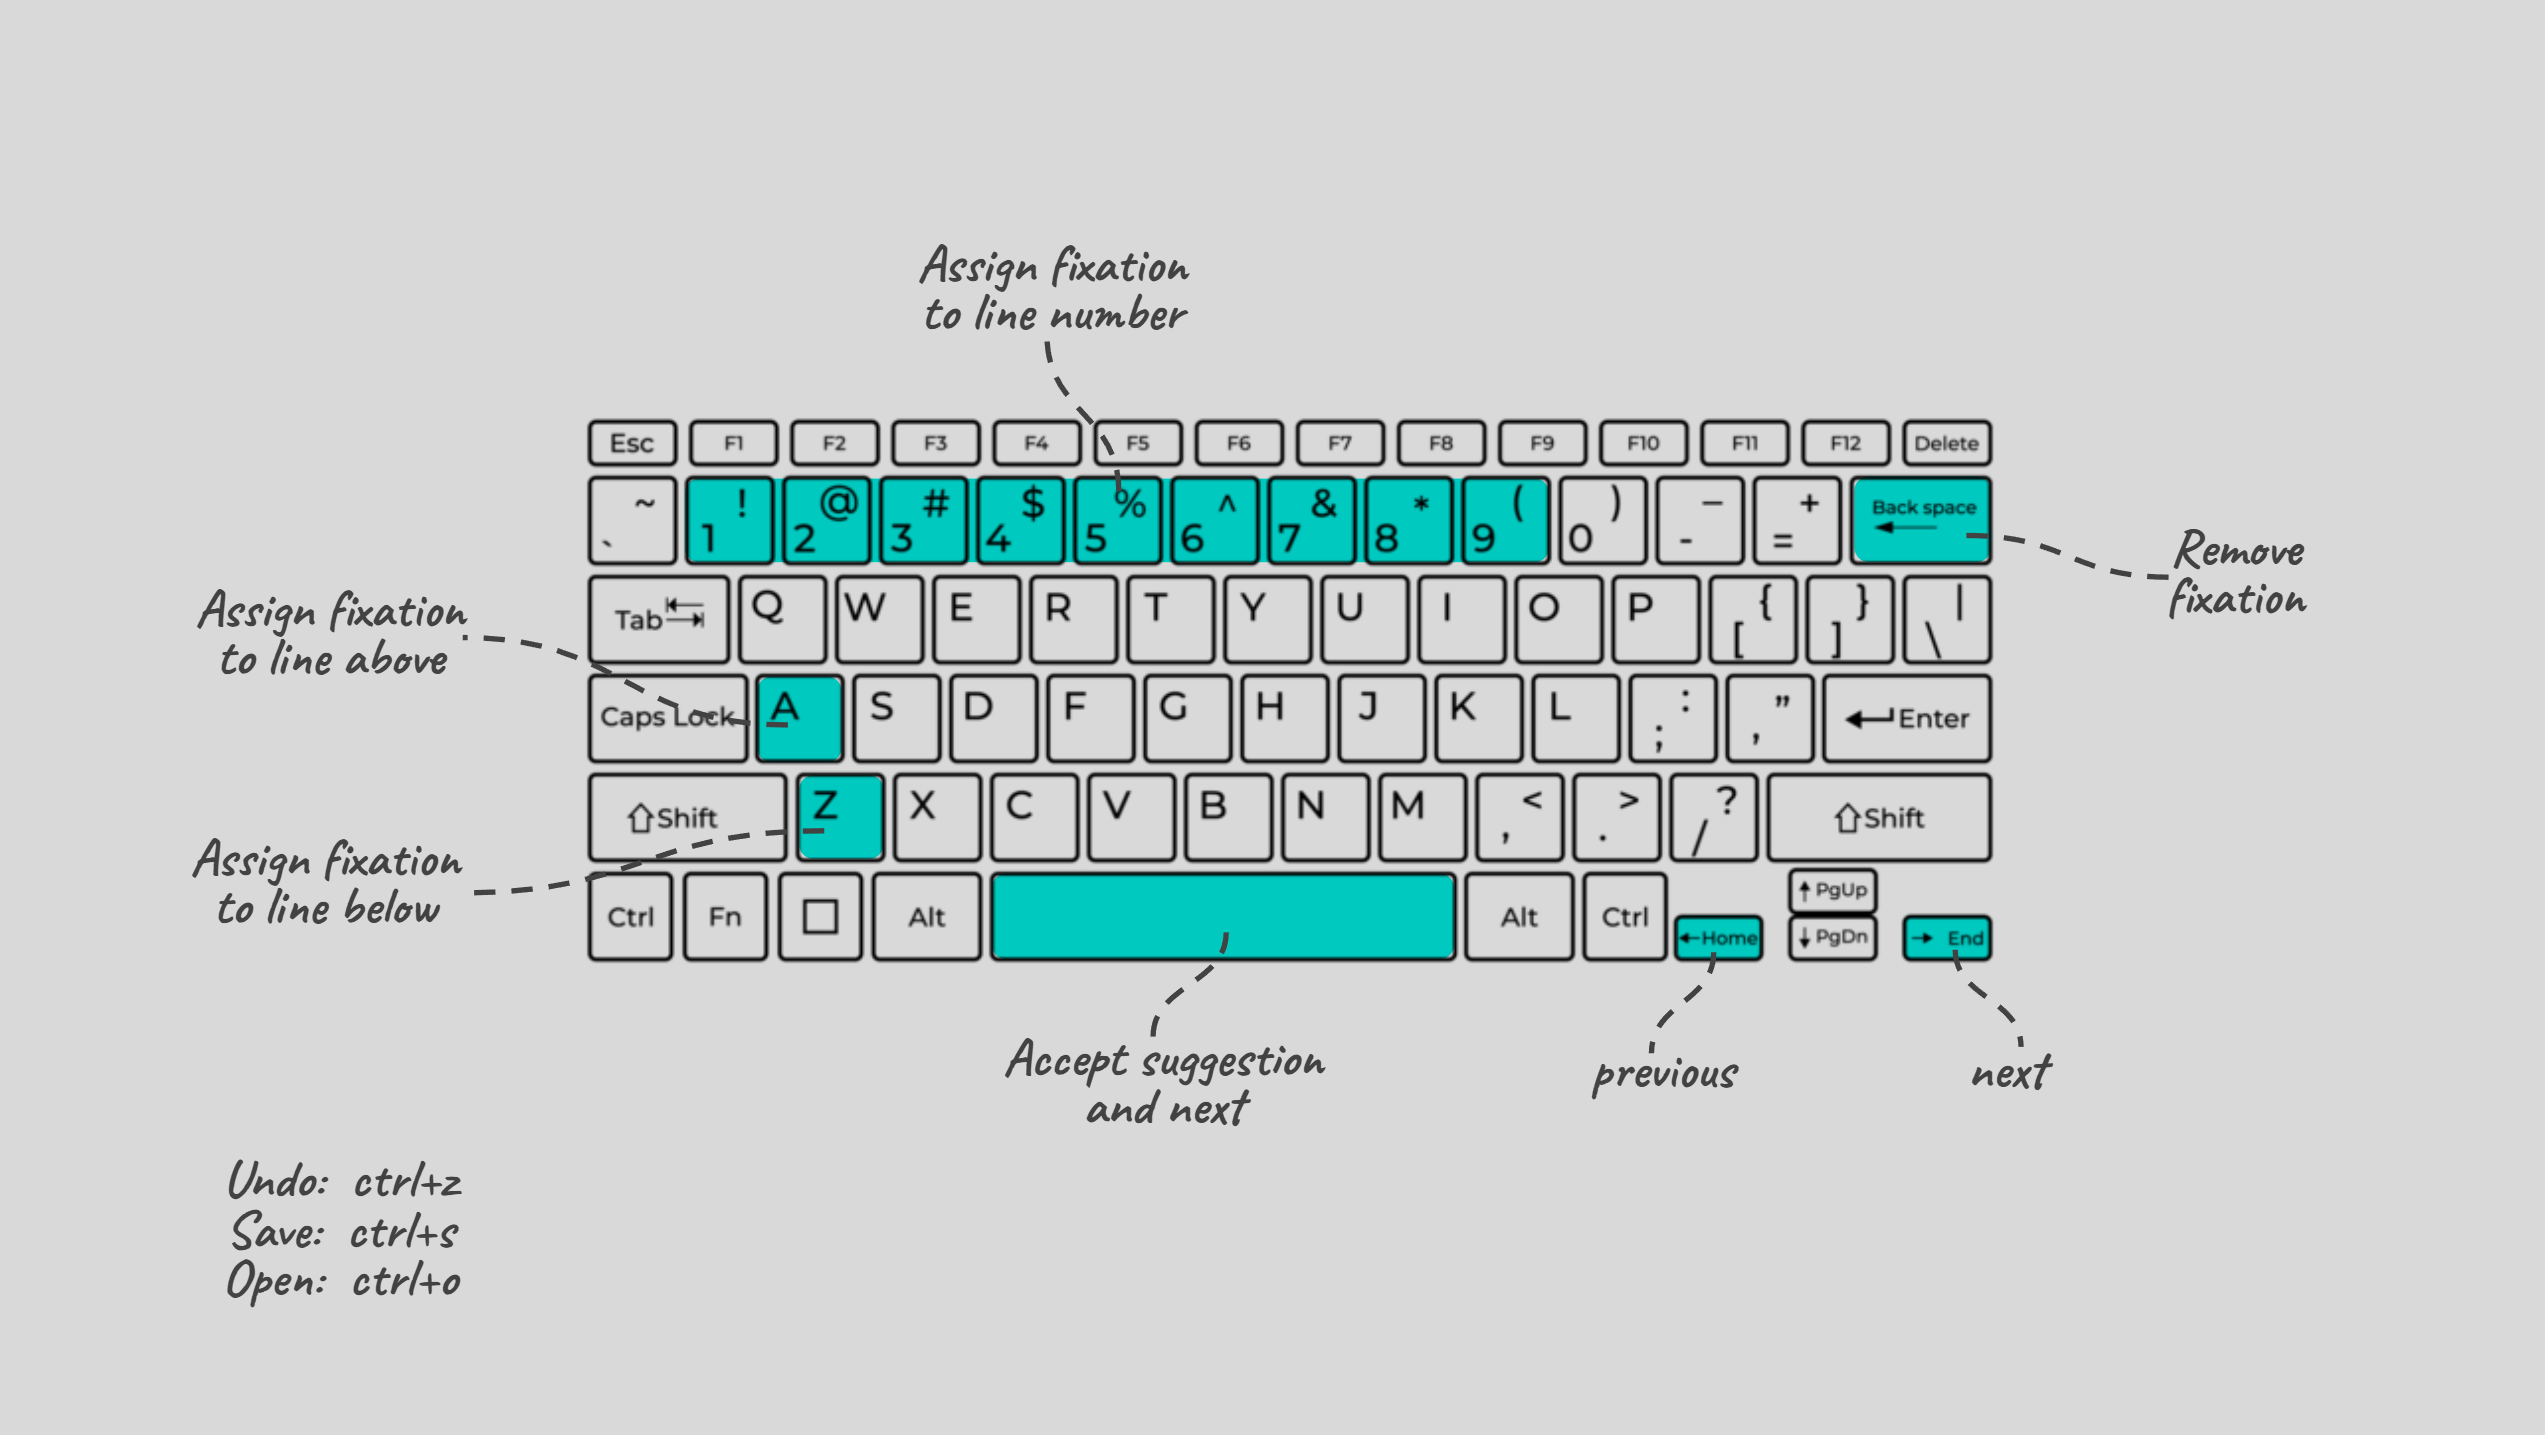 Assign fixation
to line number
Esc F1 F2 F3 F4 F5 F6 F7 F8 F9 F10 F11 F12 Delete
~ ! @ # $ % ^ & * ( ) – + Back space
` 1 2 3 4 5 6 7 8 9 0 - =
Remove
fixation
Assign fixation
to line above
Tab Q W E R T Y U I O P { } |
[ ] \
Caps Lock A S D F G H J K L : ” Enter
; ,
Assign fixation
to line below
Shift Z X C V B N M < > ? Shift
, . /
Ctrl Fn Alt Alt Ctrl Home PgUp PgDn End
Accept suggestion
and next
previous
next
Undo: ctrl+z
Save: ctrl+s
Open: ctrl+o